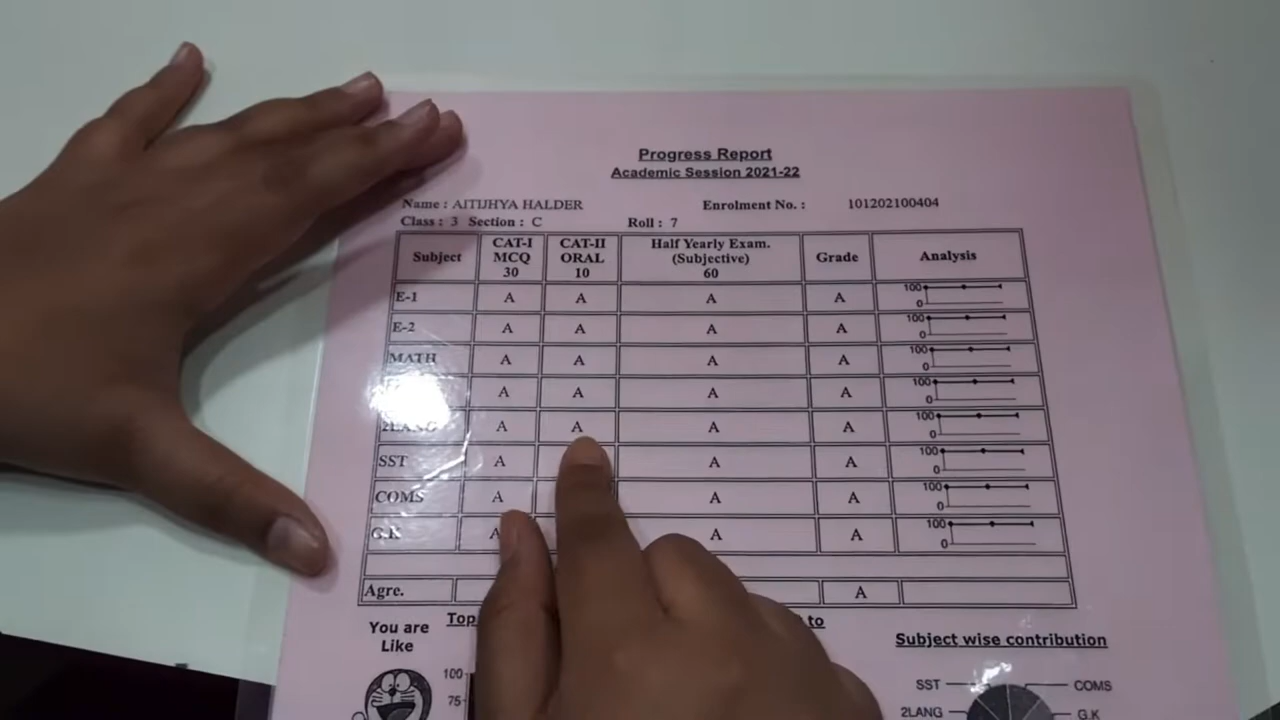 Progress Report
Academic Session 2021-22
Name : AITIJHYA HALDER Enrolment No. : 101202100404
Class : 3 Section : C Roll : 7
Subject CAT-I MCQ 30 CAT-II ORAL 10 Half Yearly Exam. (Subjective) 60 Grade Analysis
E-1 A A A A 100 0
E-2 A A A A 100 0
MATH A A A A 100 0
A A A A 100 0
2LANG A A A A 100 0
SST A A A 100 0
COMS A A A 100 0
G.K A A A 100 0
Agre. A
You are Like
Top to
100
75
Subject wise contribution
SST COMS
2LANG G.K